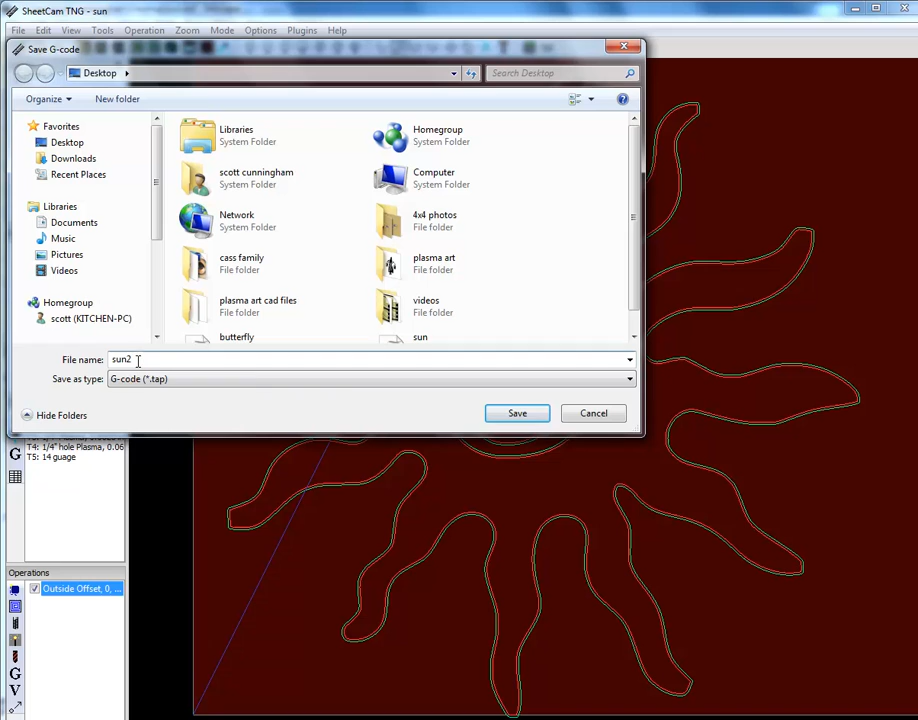 SheetCam TNG - sun
File Edit View Tools Operation Zoom Mode Options Plugins Help
Save G-code
Desktop
Search Desktop
Organize New folder
Favorites
Desktop
Downloads
Recent Places
Libraries
Documents
Music
Pictures
Videos
Homegroup
scott (KITCHEN-PC)
Libraries
System Folder
Homegroup
System Folder
scott cunningham
System Folder
Computer
System Folder
Network
System Folder
4x4 photos
File folder
cass family
File folder
plasma art
File folder
plasma art cad files
File folder
videos
File folder
butterfly
sun
File name: sun2
Save as type: G-code (*.tap)
Hide Folders
Save
Cancel
T4: 1/4" hole Plasma, 0.06
T5: 14 guage
Operations
Outside Offset, 0, ...